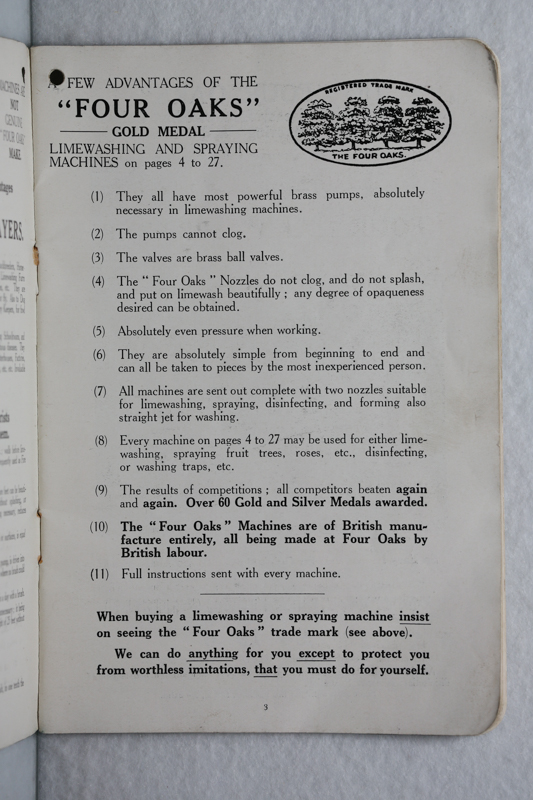 A FEW ADVANTAGES OF THE
"FOUR OAKS"
GOLD MEDAL
LIMEWASHING AND SPRAYING
MACHINES on pages 4 to 27.
REGISTERED TRADE MARK
THE FOUR OAKS.
(1) They all have most powerful brass pumps, absolutely
necessary in limewashing machines.
(2) The pumps cannot clog.
(3) The valves are brass ball valves.
(4) The "Four Oaks" Nozzles do not clog, and do not splash,
and put on limewash beautifully; any degree of opaqueness
desired can be obtained.
(5) Absolutely even pressure when working.
(6) They are absolutely simple from beginning to end and
can all be taken to pieces by the most inexperienced person.
(7) All machines are sent out complete with two nozzles suitable
for limewashing, spraying, disinfecting, and forming also
straight jet for washing.
(8) Every machine on pages 4 to 27 may be used for either lime-
washing, spraying fruit trees, roses, etc., disinfecting,
or washing traps, etc.
(9) The results of competitions; all competitors beaten again
and again. Over 60 Gold and Silver Medals awarded.
(10) The "Four Oaks" Machines are of British manu-
facture entirely, all being made at Four Oaks by
British labour.
(11) Full instructions sent with every machine.
When buying a limewashing or spraying machine insist
on seeing the "Four Oaks" trade mark (see above).
We can do anything for you except to protect you
from worthless imitations, that you must do for yourself.
3